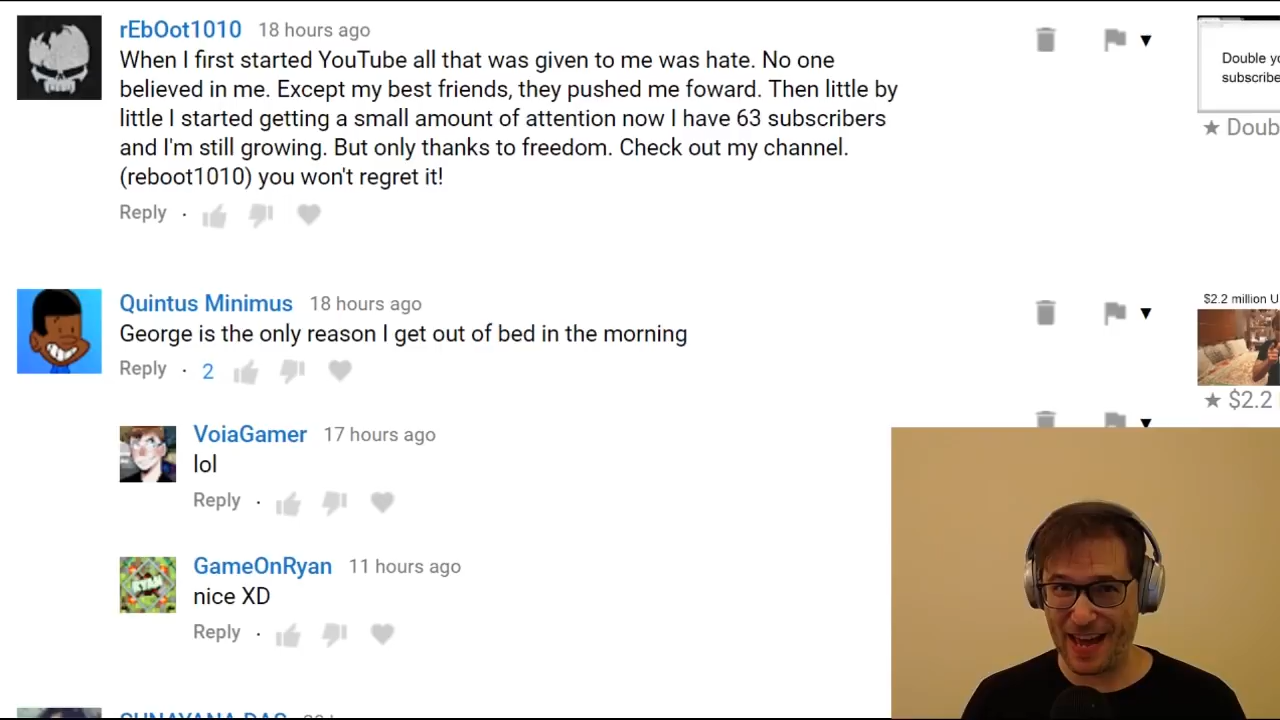 rEbOot1010 18 hours ago
When I first started YouTube all that was given to me was hate. No one
believed in me. Except my best friends, they pushed me foward. Then little by
little I started getting a small amount of attention now I have 63 subscribers
and I'm still growing. But only thanks to freedom. Check out my channel.
(reboot1010) you won't regret it!
Reply ·
Quintus Minimus 18 hours ago
George is the only reason I get out of bed in the morning
Reply · 2
VoiaGamer 17 hours ago
lol
Reply ·
GameOnRyan 11 hours ago
nice XD
Reply ·
RYAN
Double yo
subscribe
★ Doub
$2.2 million U
★ $2.2